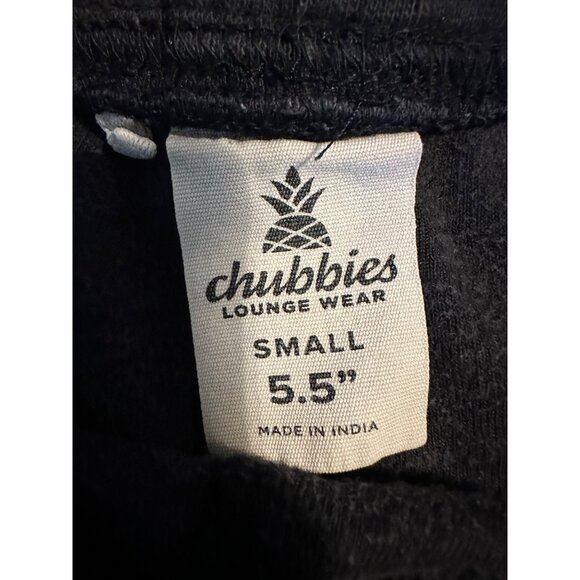 chubbies
LOUNGE WEAR
SMALL
5.5”
MADE IN INDIA